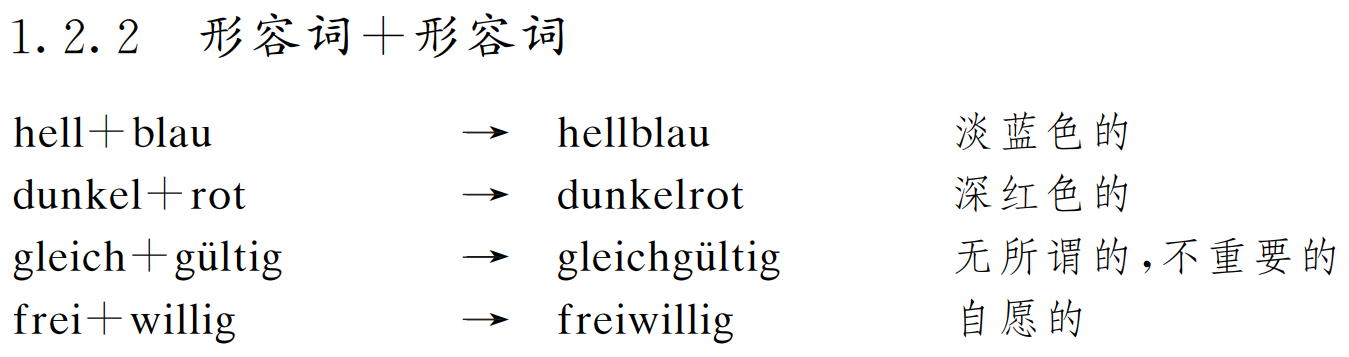 1.2.2 形容词+形容词
hell+blau → hellblau 淡蓝色的
dunkel+rot → dunkelrot 深红色的
gleich+gültig → gleichgültig 无所谓的,不重要的
frei+willig → freiwillig 自愿的